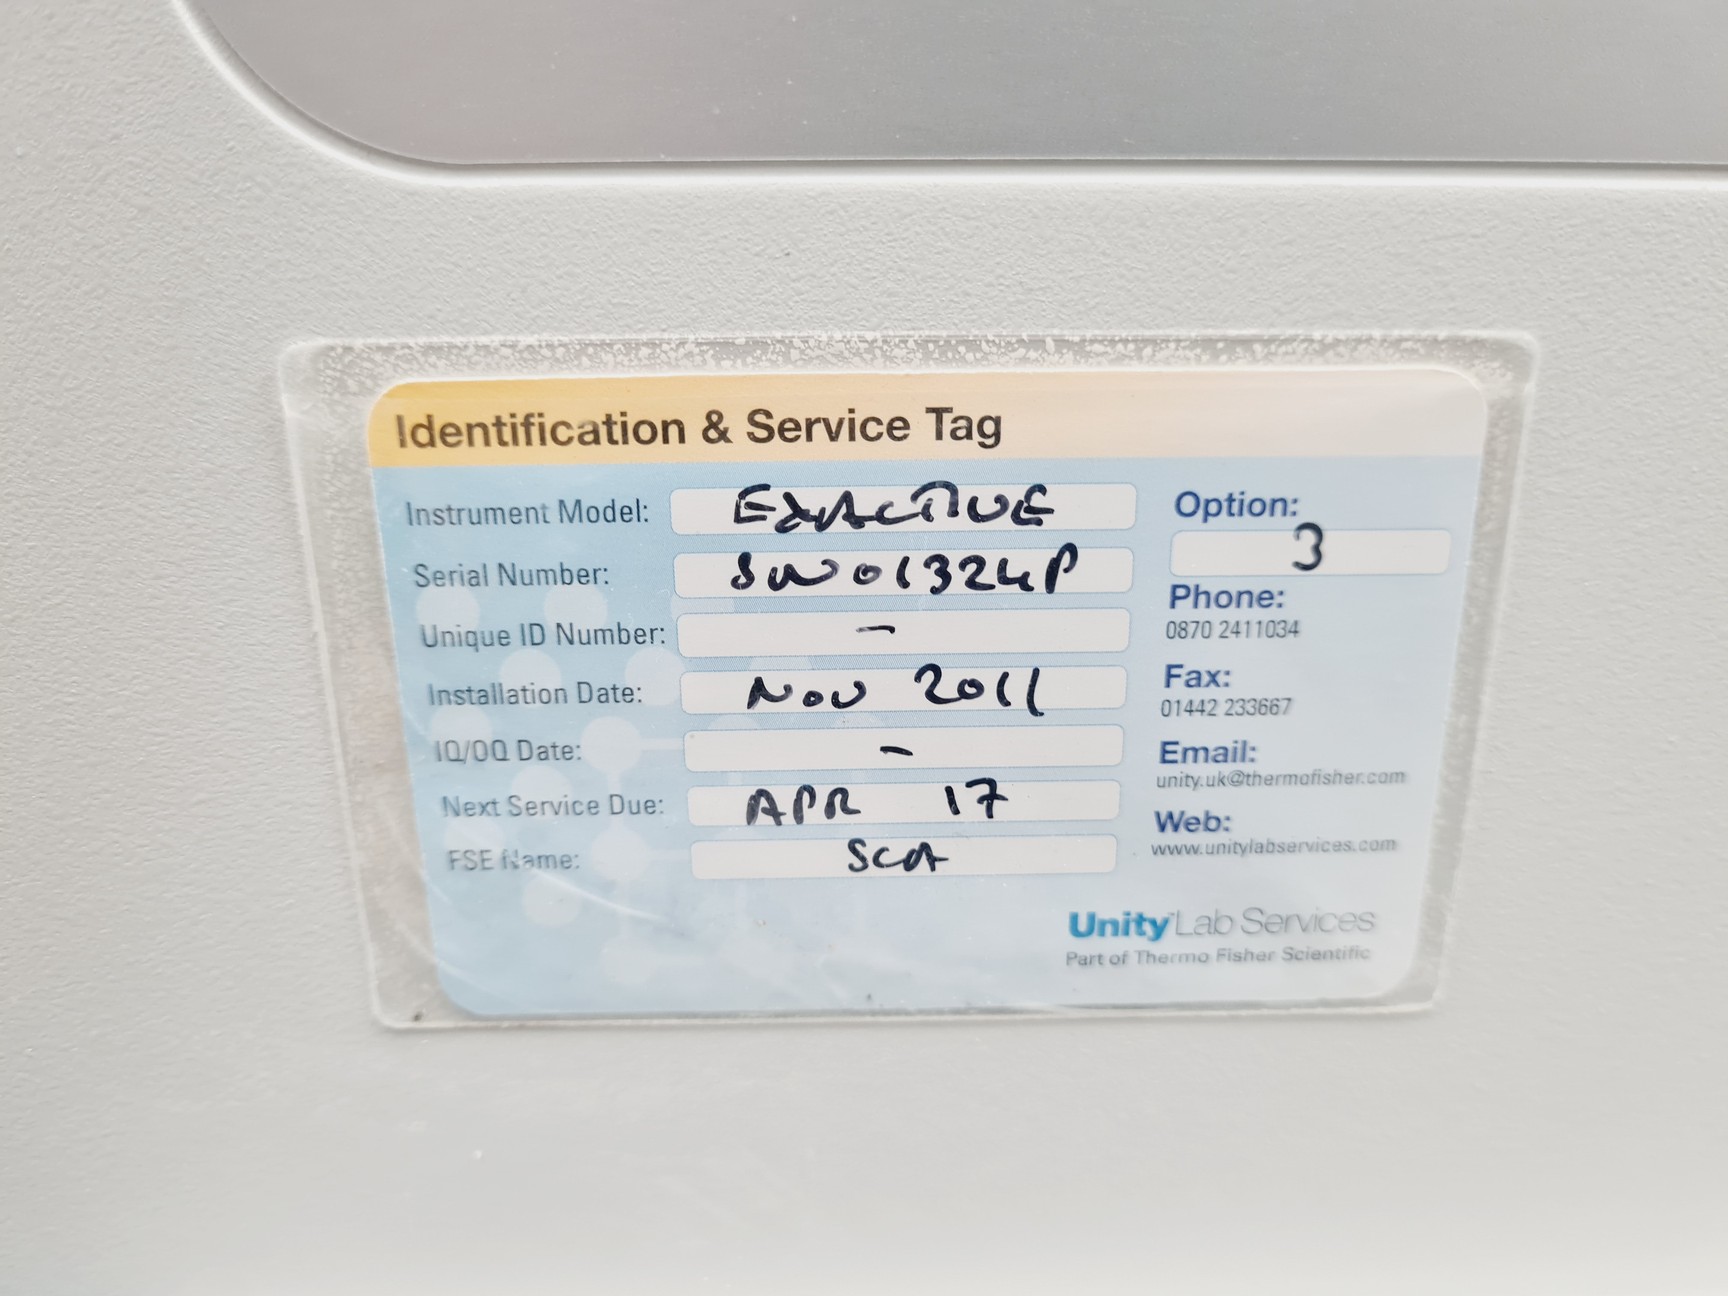 Identification & Service Tag
Instrument Model: EXACTIVE
Serial Number: SN01324P
Unique ID Number: –
Installation Date: Nov 2011
IQ/OQ Date: –
Next Service Due: APR 17
FSE Name: SCA
Option:
3
Phone:
0870 2411034
Fax:
01442 233667
Email:
unity.uk@thermofisher.com
Web:
www.unitylabservices.com
Unity™ Lab Services
Part of Thermo Fisher Scientific